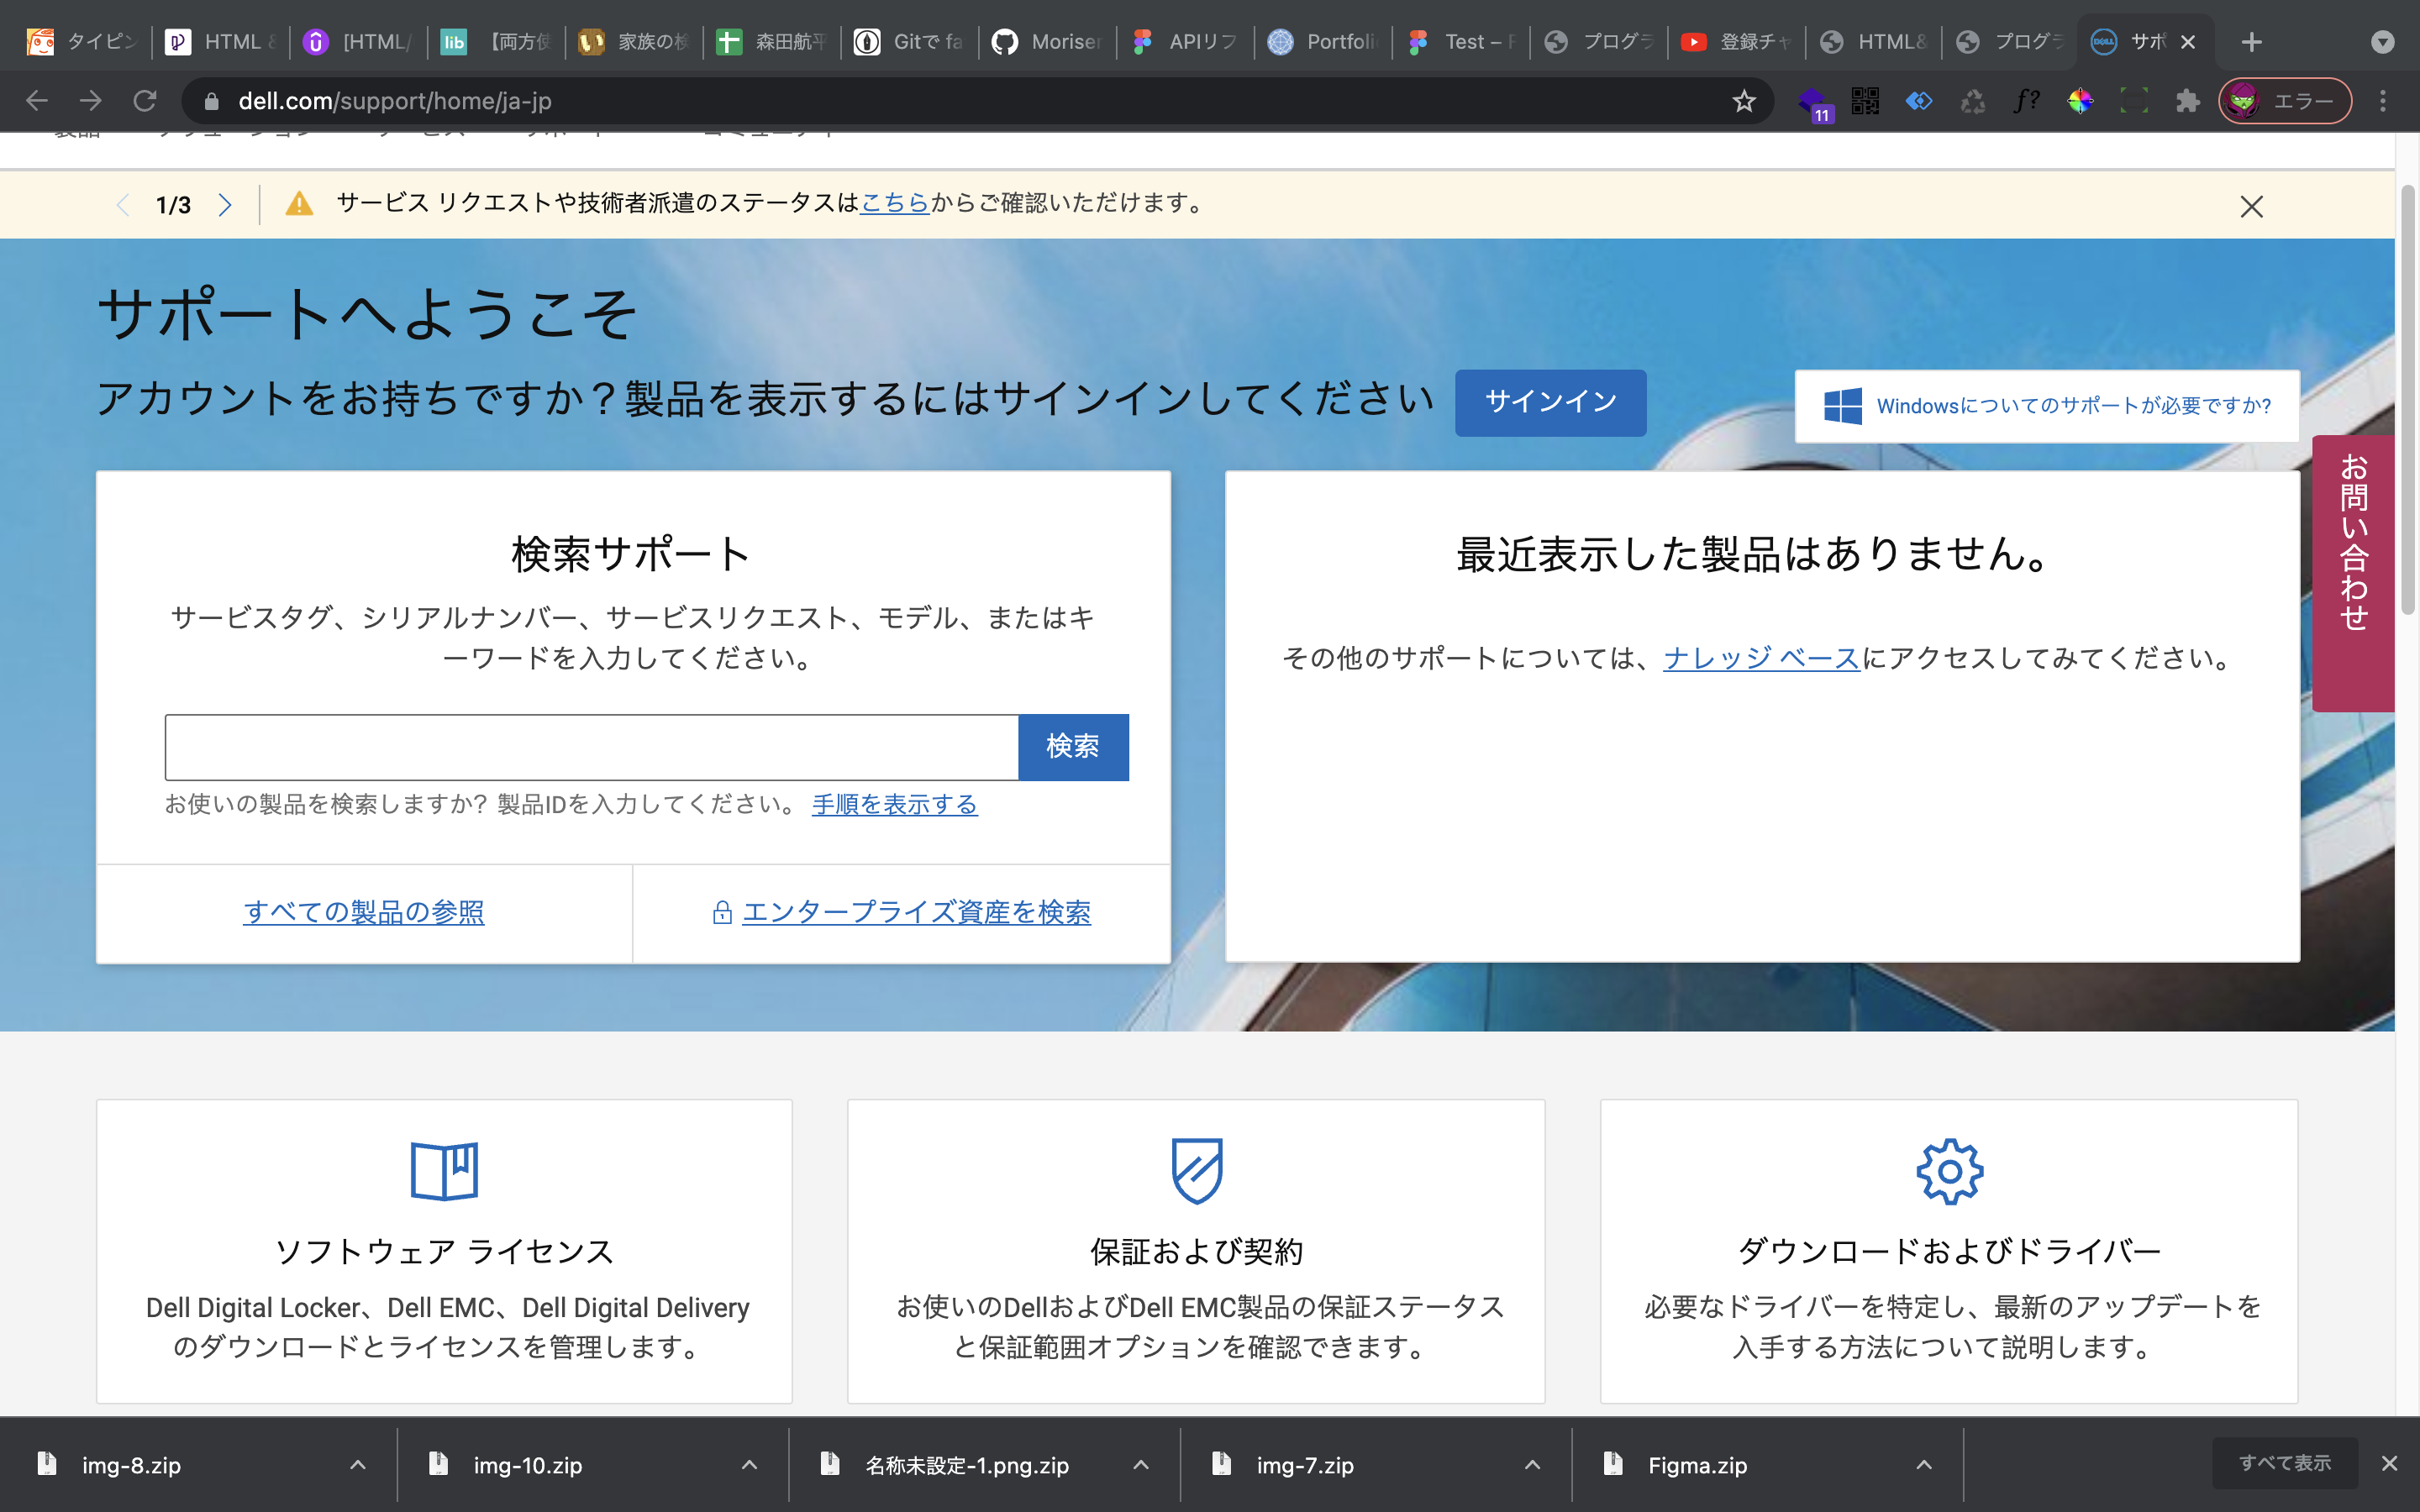 タイピン
HTML &
[HTML/
lib
【両方使
家族の検
森田航平
Gitで fa
Moriser
APIリフ
Portfoli
Test – F
プログラ
登録チャ
HTML&
プログラ
サポ
dell.com/support/home/ja-jp
11
エラー
1/3
サービス リクエストや技術者派遣のステータスはこちらからご確認いただけます。
サポートへようこそ
アカウントをお持ちですか？製品を表示するにはサインインしてください
サインイン
Windowsについてのサポートが必要ですか?
お問い合わせ
検索サポート
サービスタグ、シリアルナンバー、サービスリクエスト、モデル、またはキ
ーワードを入力してください。
検索
お使いの製品を検索しますか? 製品IDを入力してください。 手順を表示する
すべての製品の参照
エンタープライズ資産を検索
最近表示した製品はありません。
その他のサポートについては、ナレッジ ベースにアクセスしてみてください。
ソフトウェア ライセンス
Dell Digital Locker、Dell EMC、Dell Digital Delivery
のダウンロードとライセンスを管理します。
保証および契約
お使いのDellおよびDell EMC製品の保証ステータス
と保証範囲オプションを確認できます。
ダウンロードおよびドライバー
必要なドライバーを特定し、最新のアップデートを
入手する方法について説明します。
img-8.zip
img-10.zip
名称未設定-1.png.zip
img-7.zip
Figma.zip
すべて表示